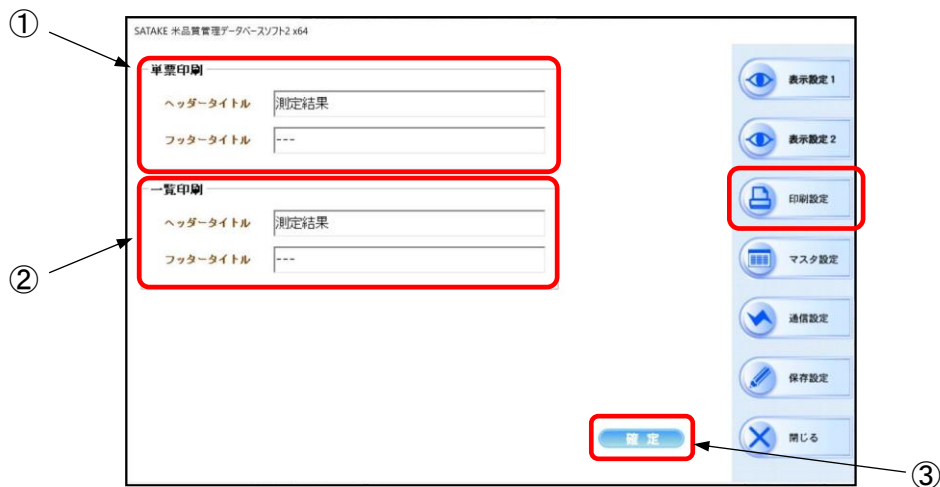 ①
SATAKE 米品質管理データベースソフト2 x64
単票印刷
ヘッダータイトル 測定結果
フッタータイトル ---
一覧印刷
ヘッダータイトル 測定結果
フッタータイトル ---
②
表示設定 1
表示設定 2
印刷設定
マスタ設定
通信設定
保存設定
閉じる
確定
③